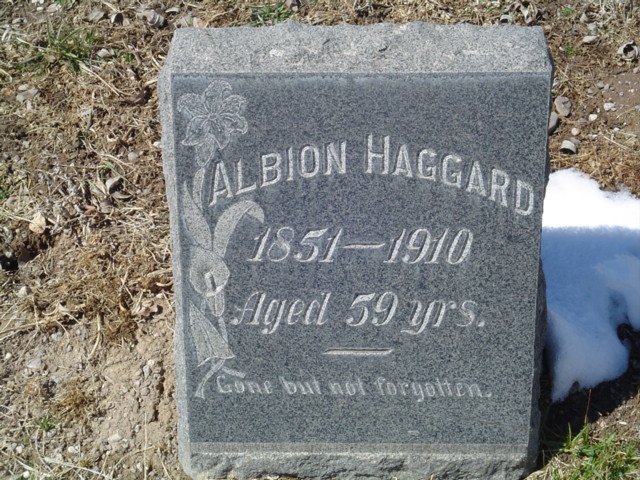 ALBION HAGGARD
1851—1910
Aged 59 yrs.
Gone but not forgotten.